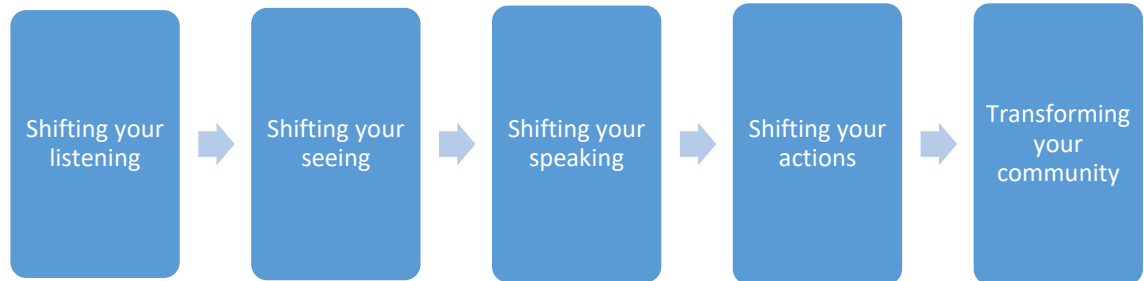 Shifting your
listening
Shifting your
seeing
Shifting your
speaking
Shifting your
actions
Transforming
your
community